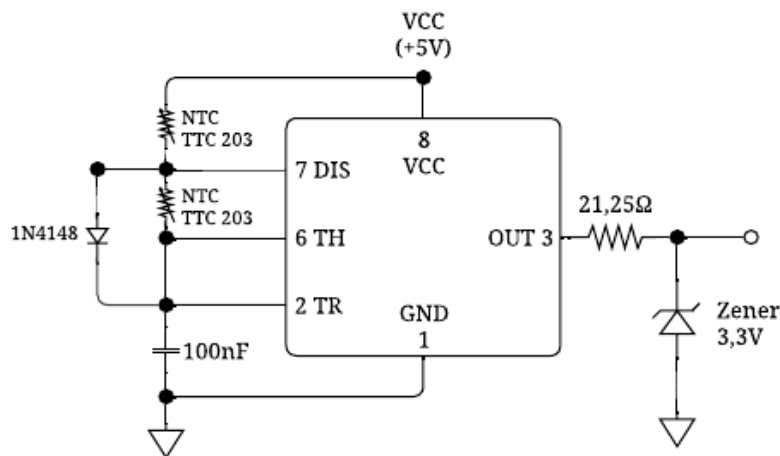 VCC
(+5V)
NTC
TTC 203
8
VCC
7 DIS
NTC
TTC 203
21,25Ω
1N4148
6 TH
OUT 3
2 TR
GND
1
Zener
3,3V
100nF